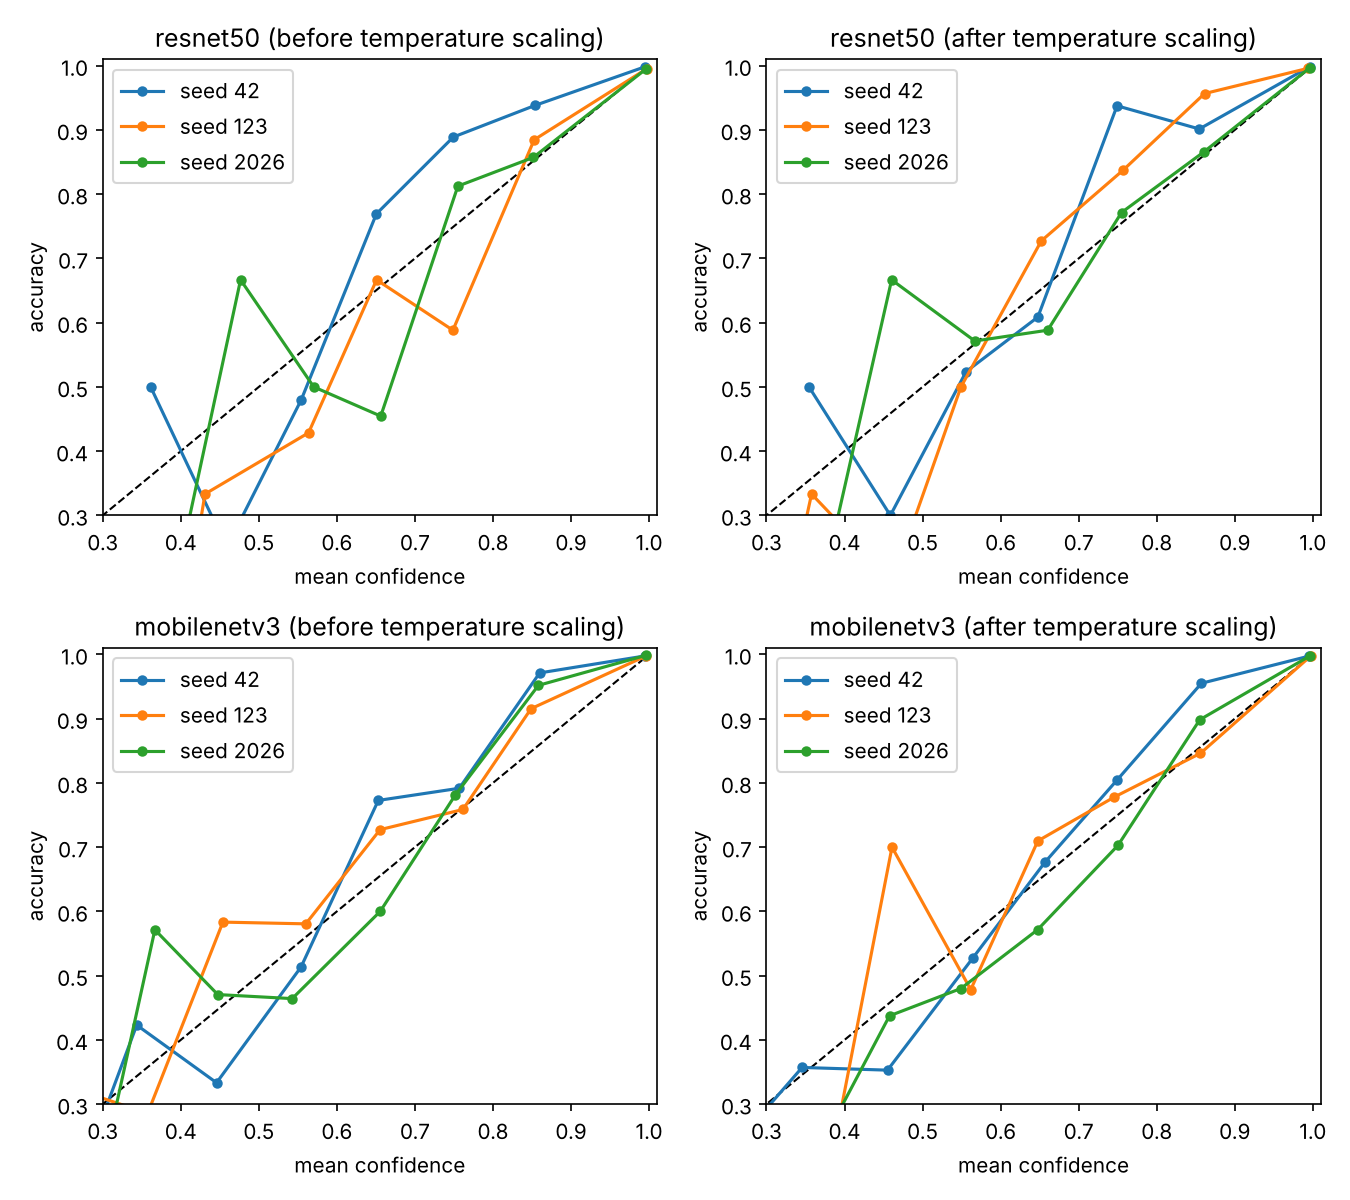 resnet50 (before temperature scaling)
seed 42
seed 123
seed 2026
1.0
0.9
0.8
0.7
0.6
0.5
0.4
0.3
accuracy
0.3 0.4 0.5 0.6 0.7 0.8 0.9 1.0
mean confidence
resnet50 (after temperature scaling)
seed 42
seed 123
seed 2026
1.0
0.9
0.8
0.7
0.6
0.5
0.4
0.3
accuracy
0.3 0.4 0.5 0.6 0.7 0.8 0.9 1.0
mean confidence
mobilenetv3 (before temperature scaling)
seed 42
seed 123
seed 2026
1.0
0.9
0.8
0.7
0.6
0.5
0.4
0.3
accuracy
0.3 0.4 0.5 0.6 0.7 0.8 0.9 1.0
mean confidence
mobilenetv3 (after temperature scaling)
seed 42
seed 123
seed 2026
1.0
0.9
0.8
0.7
0.6
0.5
0.4
0.3
accuracy
0.3 0.4 0.5 0.6 0.7 0.8 0.9 1.0
mean confidence